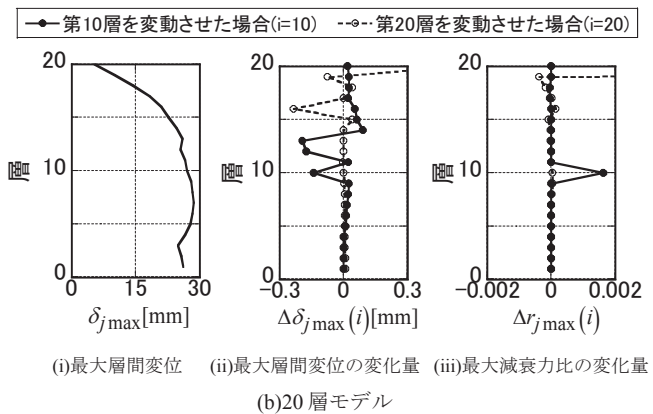 第10層を変動させた場合(i=10) 第20層を変動させた場合(i=20)
20 20 20
層 層 層
10 10 10
0 0 0
0 15 30 −0.3 0 0.3 −0.002 0 0.002
δj max[mm] Δδj max(i)[mm] Δrj max(i)
(i)最大層間変位 (ii)最大層間変位の変化量 (iii)最大減衰力比の変化量
(b)20 層モデル